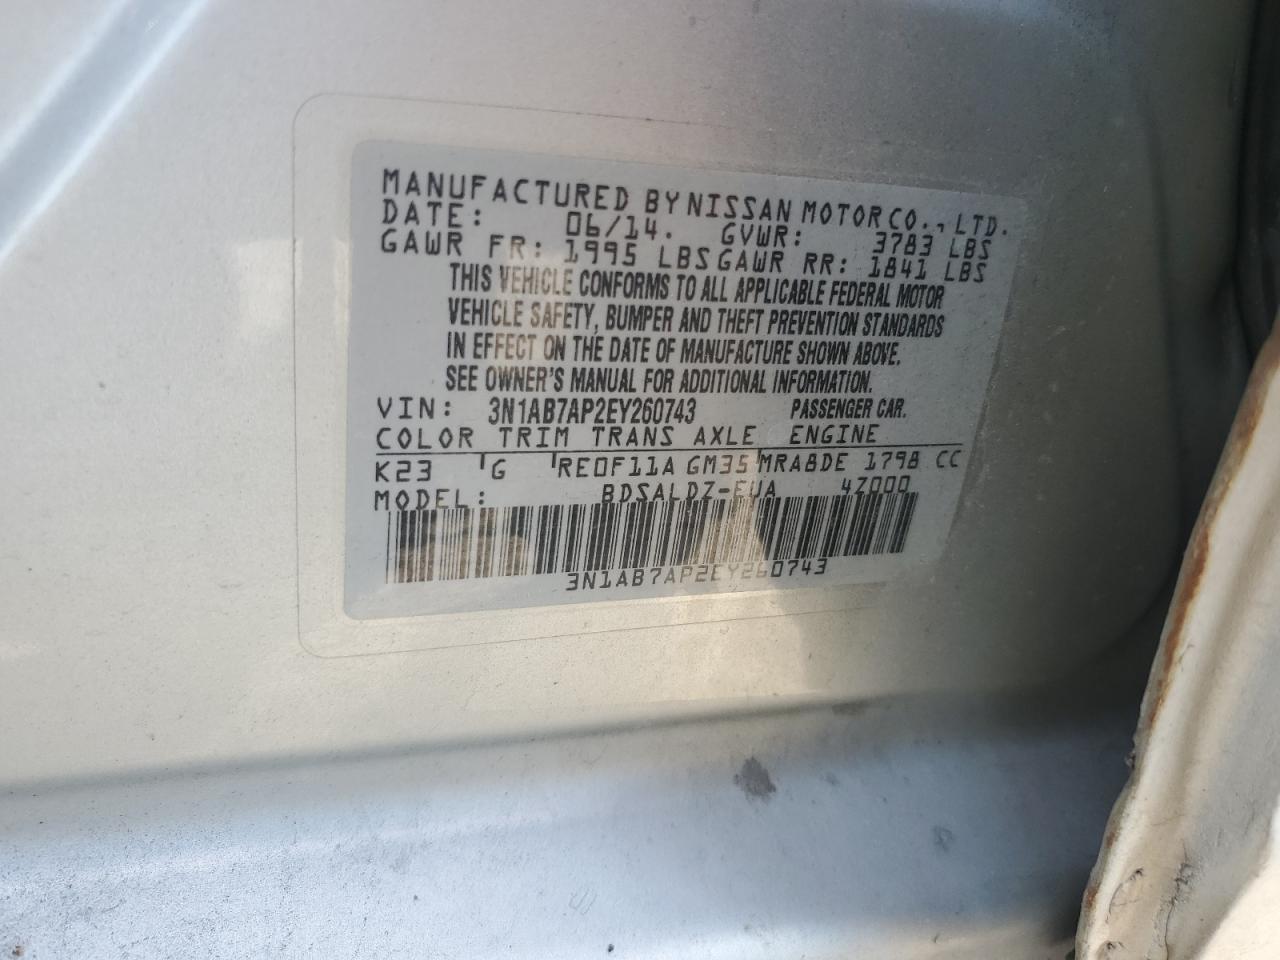 MANUFACTURED BY NISSAN MOTOR CO., LTD.
DATE: 06/14. GVWR: 3783 LBS
GAWR FR: 1995 LBS GAWR RR: 1841 LBS
THIS VEHICLE CONFORMS TO ALL APPLICABLE FEDERAL MOTOR
VEHICLE SAFETY, BUMPER AND THEFT PREVENTION STANDARDS
IN EFFECT ON THE DATE OF MANUFACTURE SHOWN ABOVE.
SEE OWNER'S MANUAL FOR ADDITIONAL INFORMATION.
VIN: 3N1AB7AP2EY260743 PASSENGER CAR.
COLOR TRIM TRANS AXLE ENGINE
K23 G RE0F11A GM35 MRA8DE 1798 CC
MODEL: BDSALDZ-EUA 4Z000
3N1AB7AP2EY260743